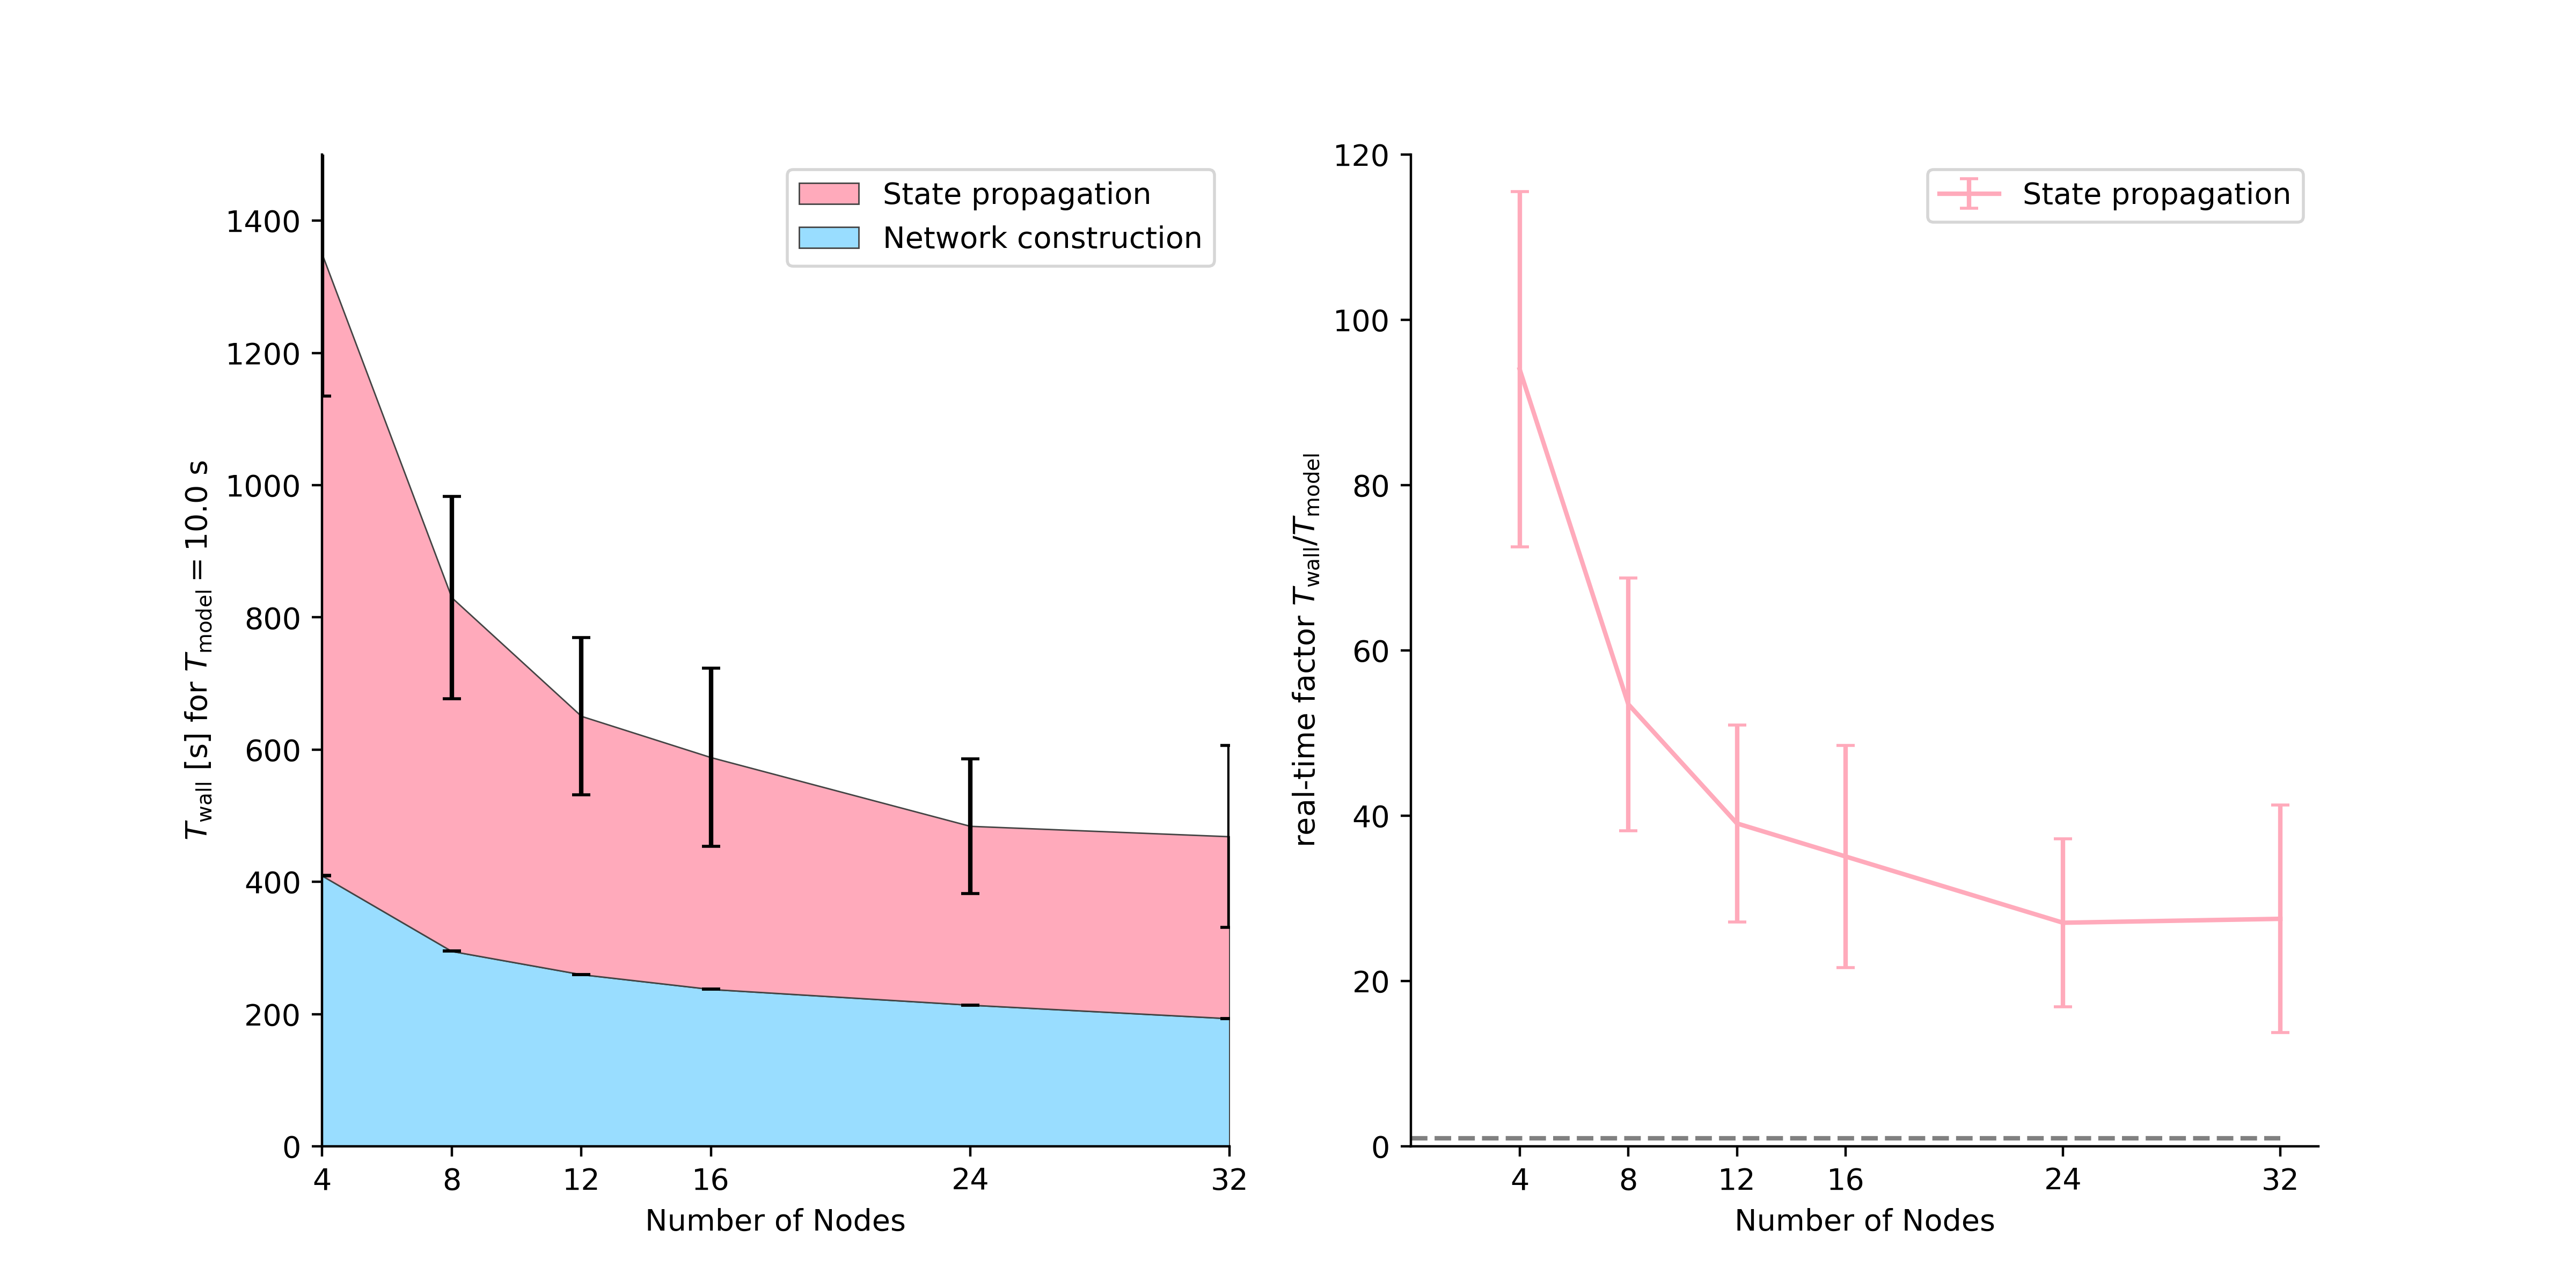 1400
1200
1000
800
600
400
200
0
4 8 12 16 24 32
Number of Nodes
T_wall [s] for T_model = 10.0 s
State propagation
Network construction
120
100
80
60
40
20
0
4 8 12 16 24 32
Number of Nodes
real-time factor T_wall/T_model
State propagation